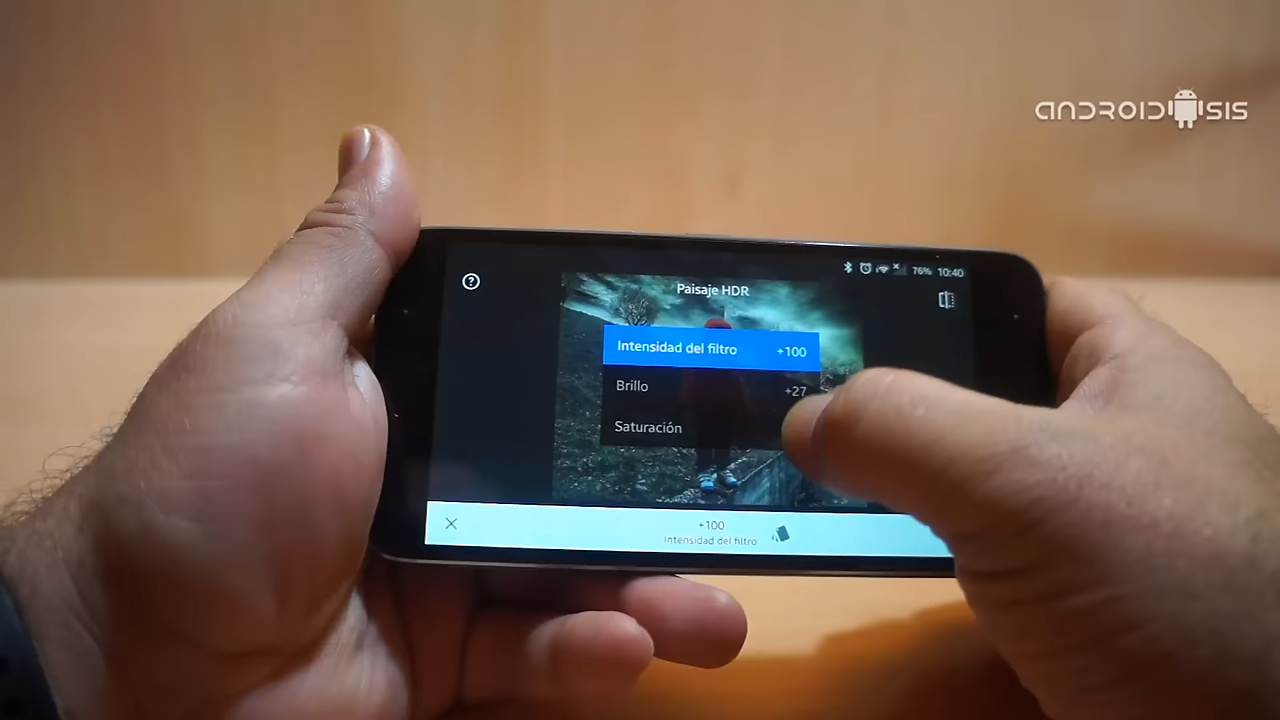 ANDROIDSIS
76% 10:40
Paisaje HDR
Intensidad del filtro +100
Brillo +27
Saturación
+100
Intensidad del filtro